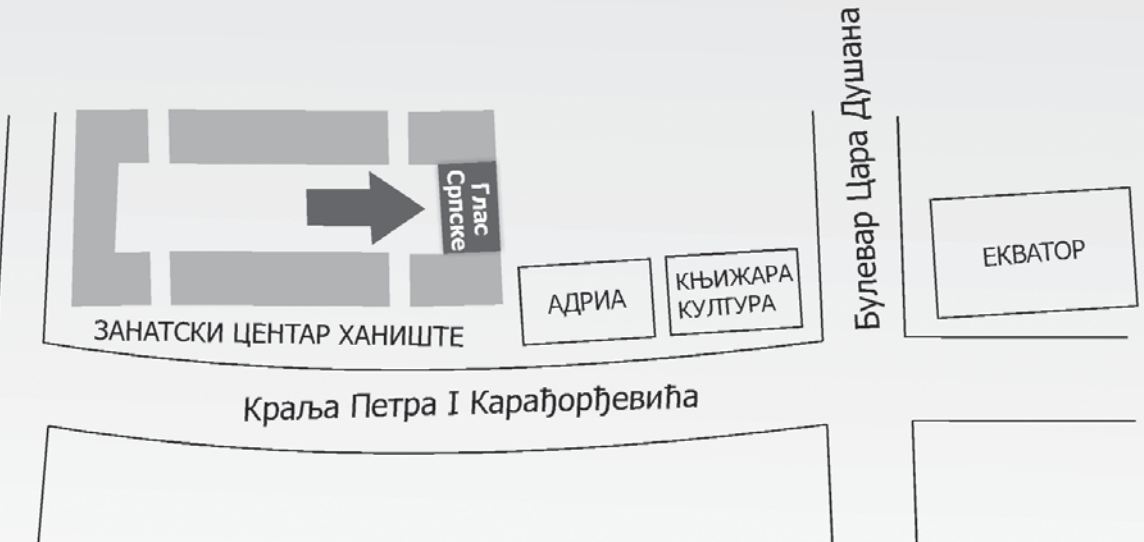 Булевар Цара Душана
Глас
Српске
ЕКВАТОР
АДРИА
КЊИЖАРА
КУЛТУРА
ЗАНАТСКИ ЦЕНТАР ХАНИШТЕ
Краља Петра I Карађорђевића